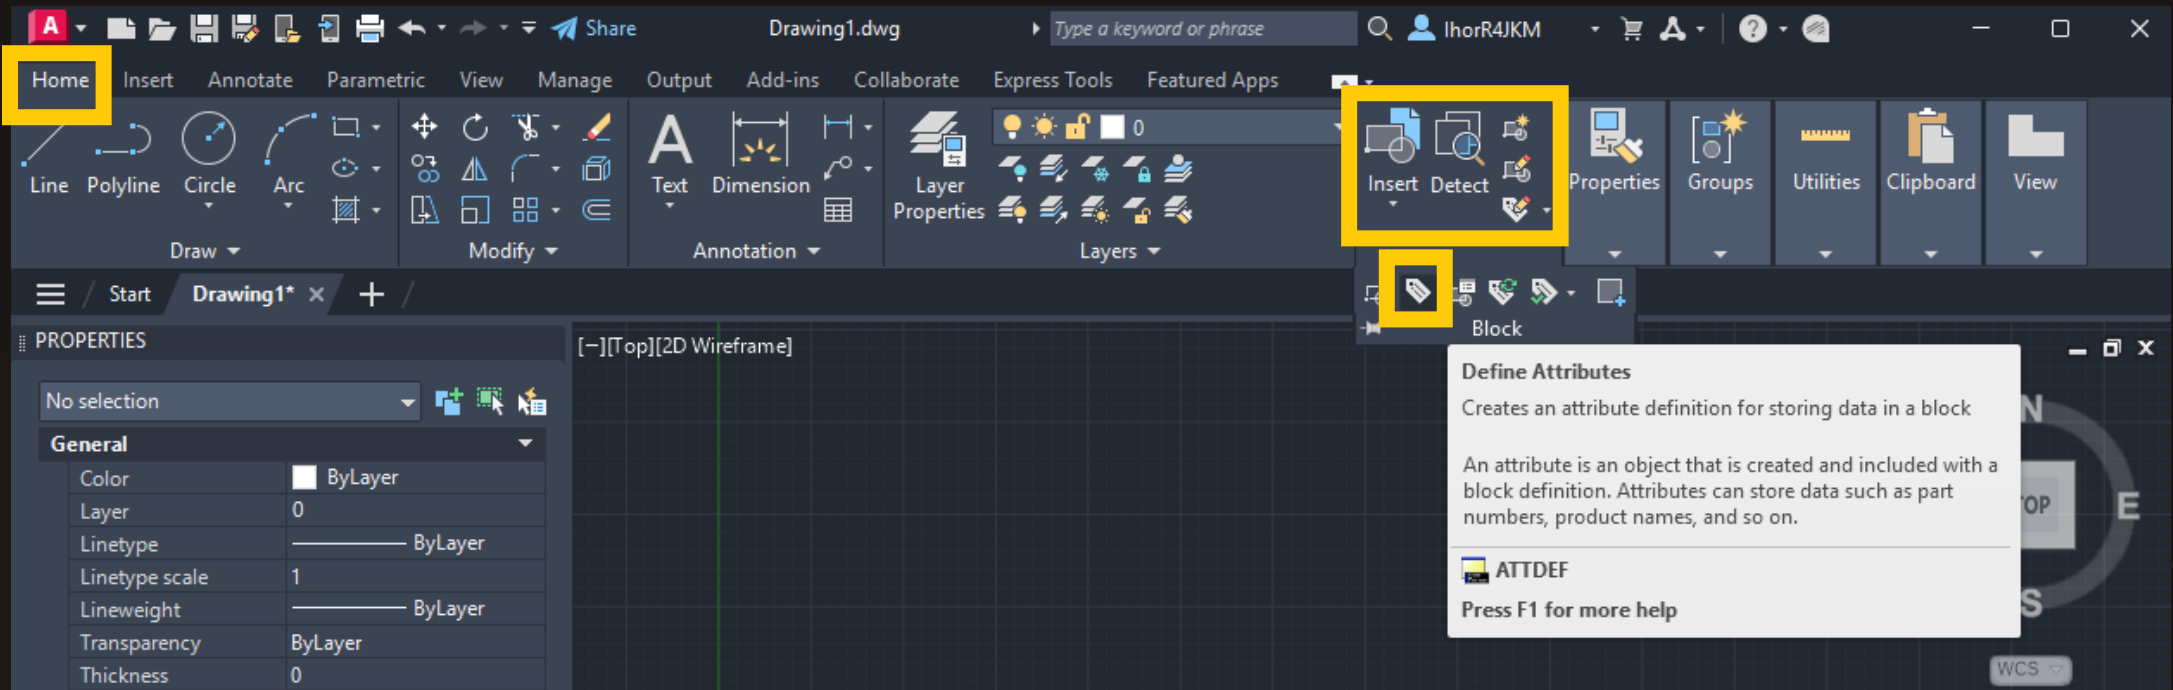 A Share Drawing1.dwg Type a keyword or phrase IhorR4JKM
Home Insert Annotate Parametric View Manage Output Add-ins Collaborate Express Tools Featured Apps
0
Line Polyline Circle Arc Text Dimension Layer Properties Insert Detect Properties Groups Utilities Clipboard View
Draw Modify Annotation Layers
Start Drawing1*
Block
PROPERTIES
[−][Top][2D Wireframe]
No selection
General
Color ByLayer
Layer 0
Linetype ByLayer
Linetype scale 1
Lineweight ByLayer
Transparency ByLayer
Thickness 0
Define Attributes
Creates an attribute definition for storing data in a block
An attribute is an object that is created and included with a
block definition. Attributes can store data such as part
numbers, product names, and so on.
ATTDEF
Press F1 for more help
N
OP
E
S
WCS